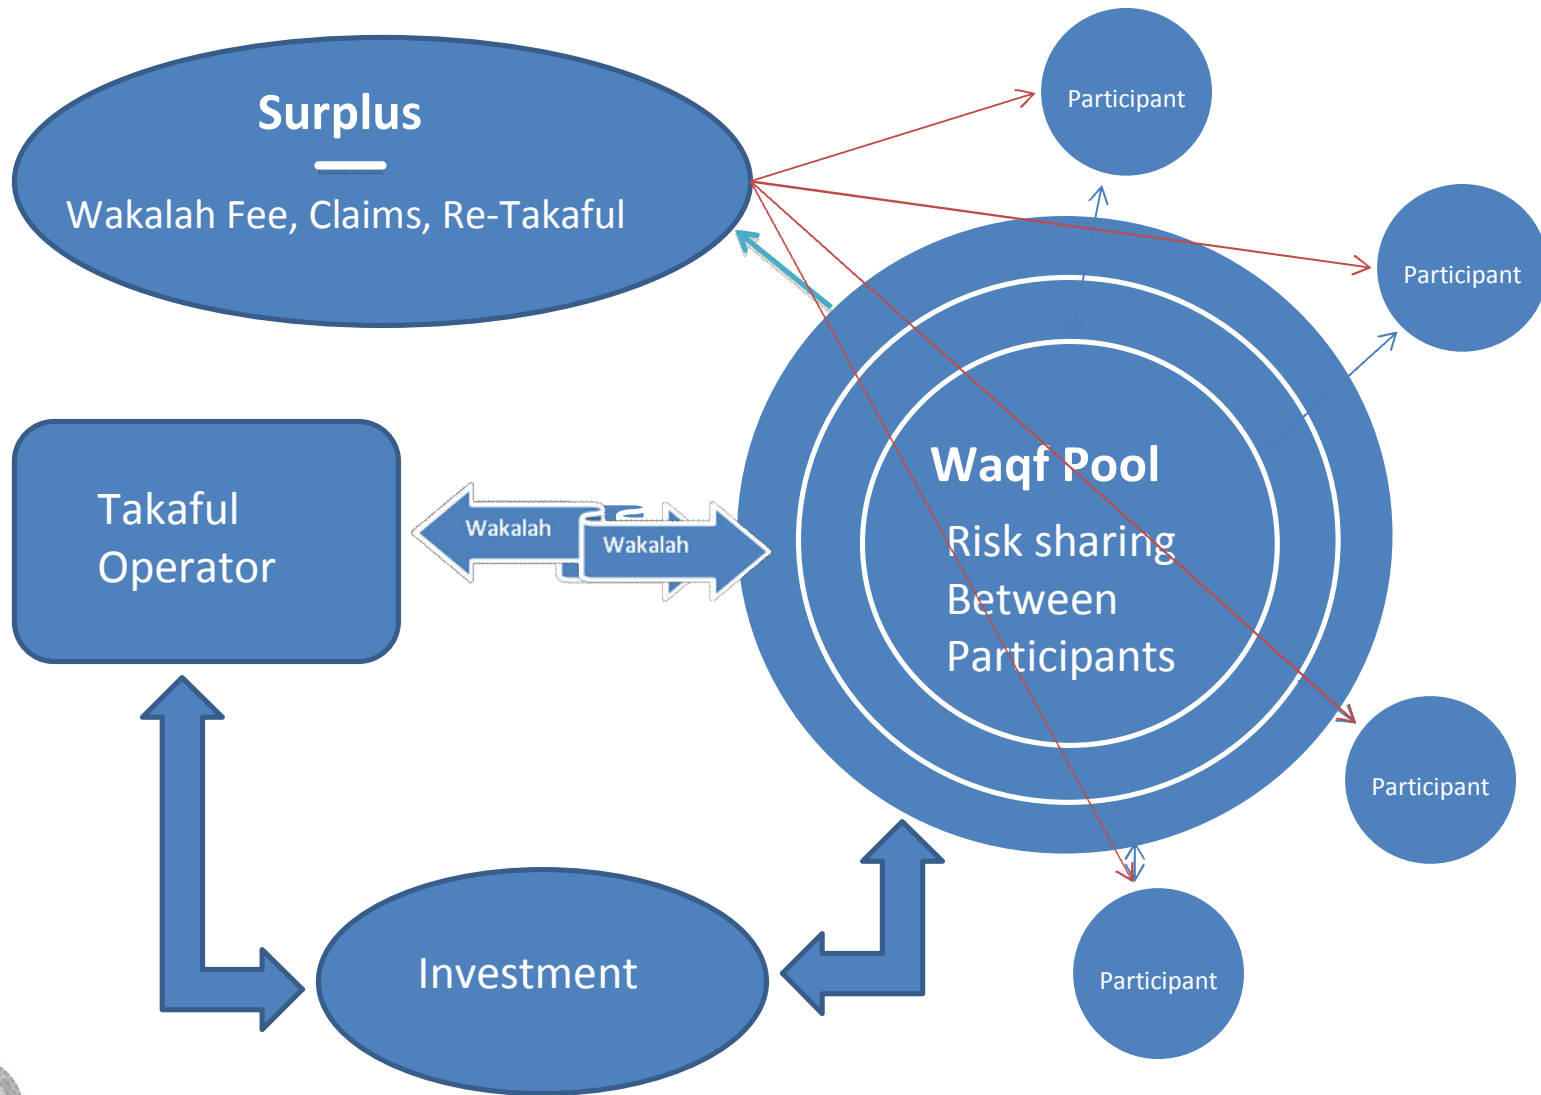 Surplus
Wakalah Fee, Claims, Re-Takaful
Participant
Participant
Waqf Pool
Risk sharing
Between
Participants
Takaful
Operator
Wakalah
Wakalah
Participant
Investment
Participant